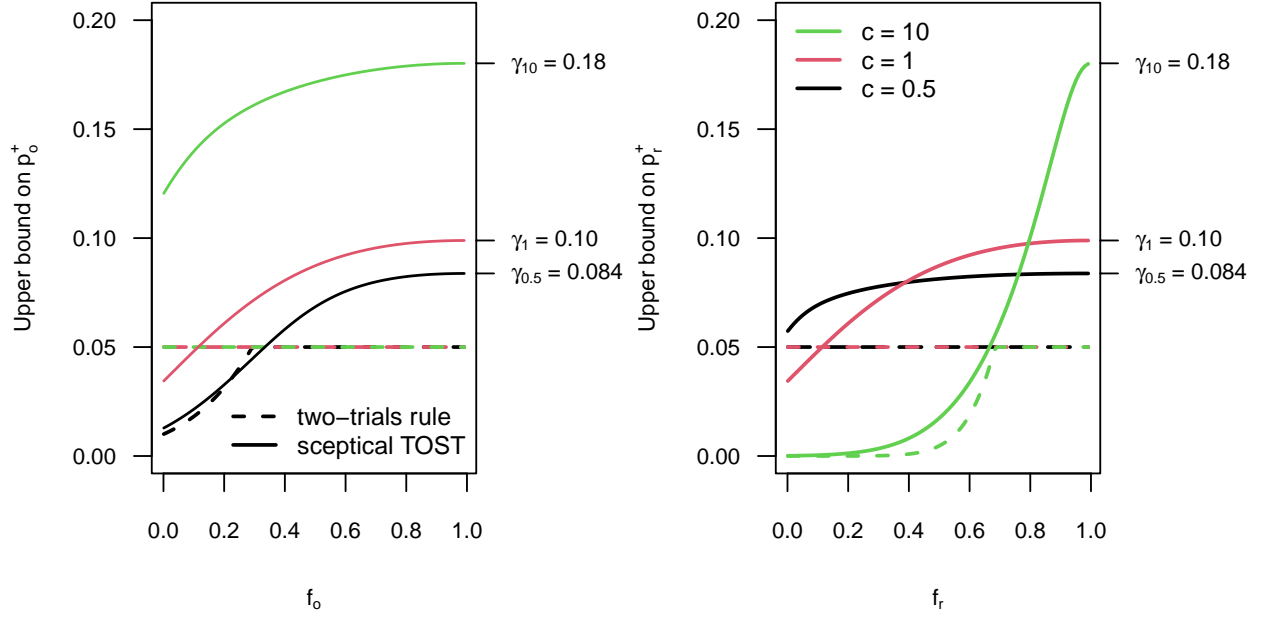 Upper bound on p_o^+
0.20
0.15
0.10
0.05
0.00
γ10 = 0.18
γ1 = 0.10
γ0.5 = 0.084
two−trials rule
sceptical TOST
0.0 0.2 0.4 0.6 0.8 1.0
f_o
Upper bound on p_r^+
0.20
0.15
0.10
0.05
0.00
c = 10
c = 1
c = 0.5
γ10 = 0.18
γ1 = 0.10
γ0.5 = 0.084
0.0 0.2 0.4 0.6 0.8 1.0
f_r